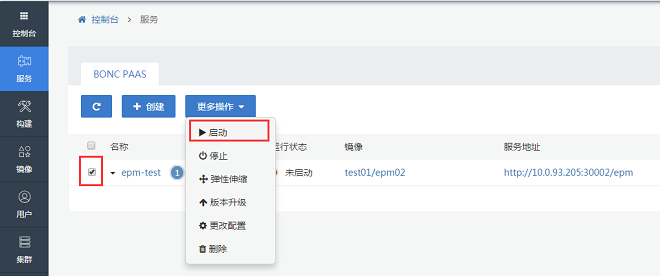 控制台
服务
构建
镜像
用户
集群
控制台 > 服务
BONC PAAS
创建 更多操作
启动
停止
弹性伸缩
版本升级
更改配置
删除
名称 行状态 镜像 服务地址
epm-test 1 未启动 test01/epm02 http://10.0.93.205:30002/epm